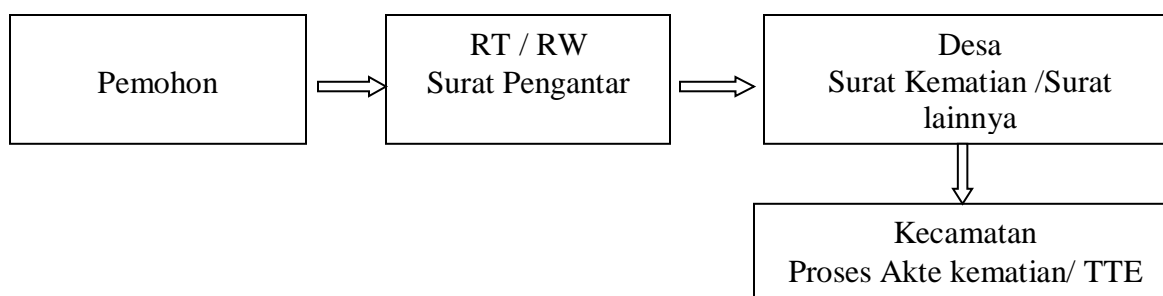 Pemohon
RT / RW
Surat Pengantar
Desa
Surat Kematian /Surat
lainnya
Kecamatan
Proses Akte kematian/ TTE